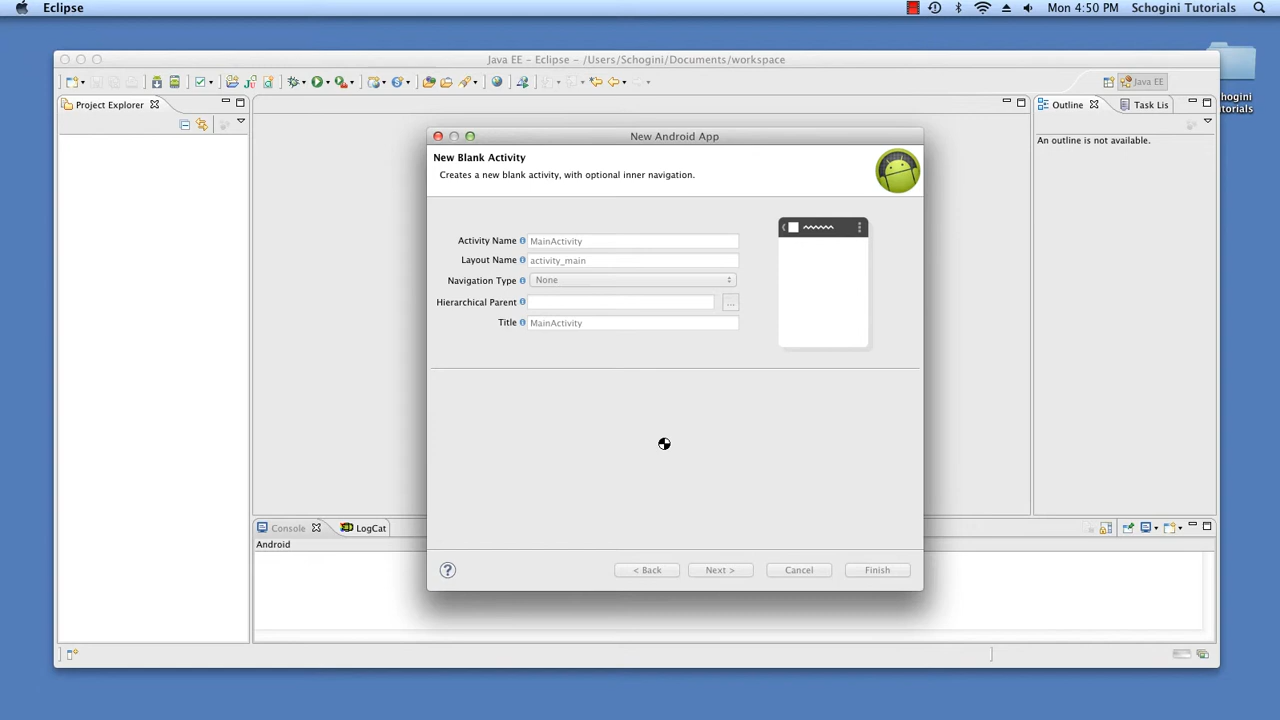 Eclipse
Mon 4:50 PM
Schogini Tutorials
Java EE - Eclipse - /Users/Schogini/Documents/workspace
Java EE
Project Explorer
Outline
Task Lis
An outline is not available.
New Android App
New Blank Activity
Creates a new blank activity, with optional inner navigation.
Activity Name
MainActivity
Layout Name
activity_main
Navigation Type
None
Hierarchical Parent
...
Title
MainActivity
Console
LogCat
Android
?
< Back
Next >
Cancel
Finish